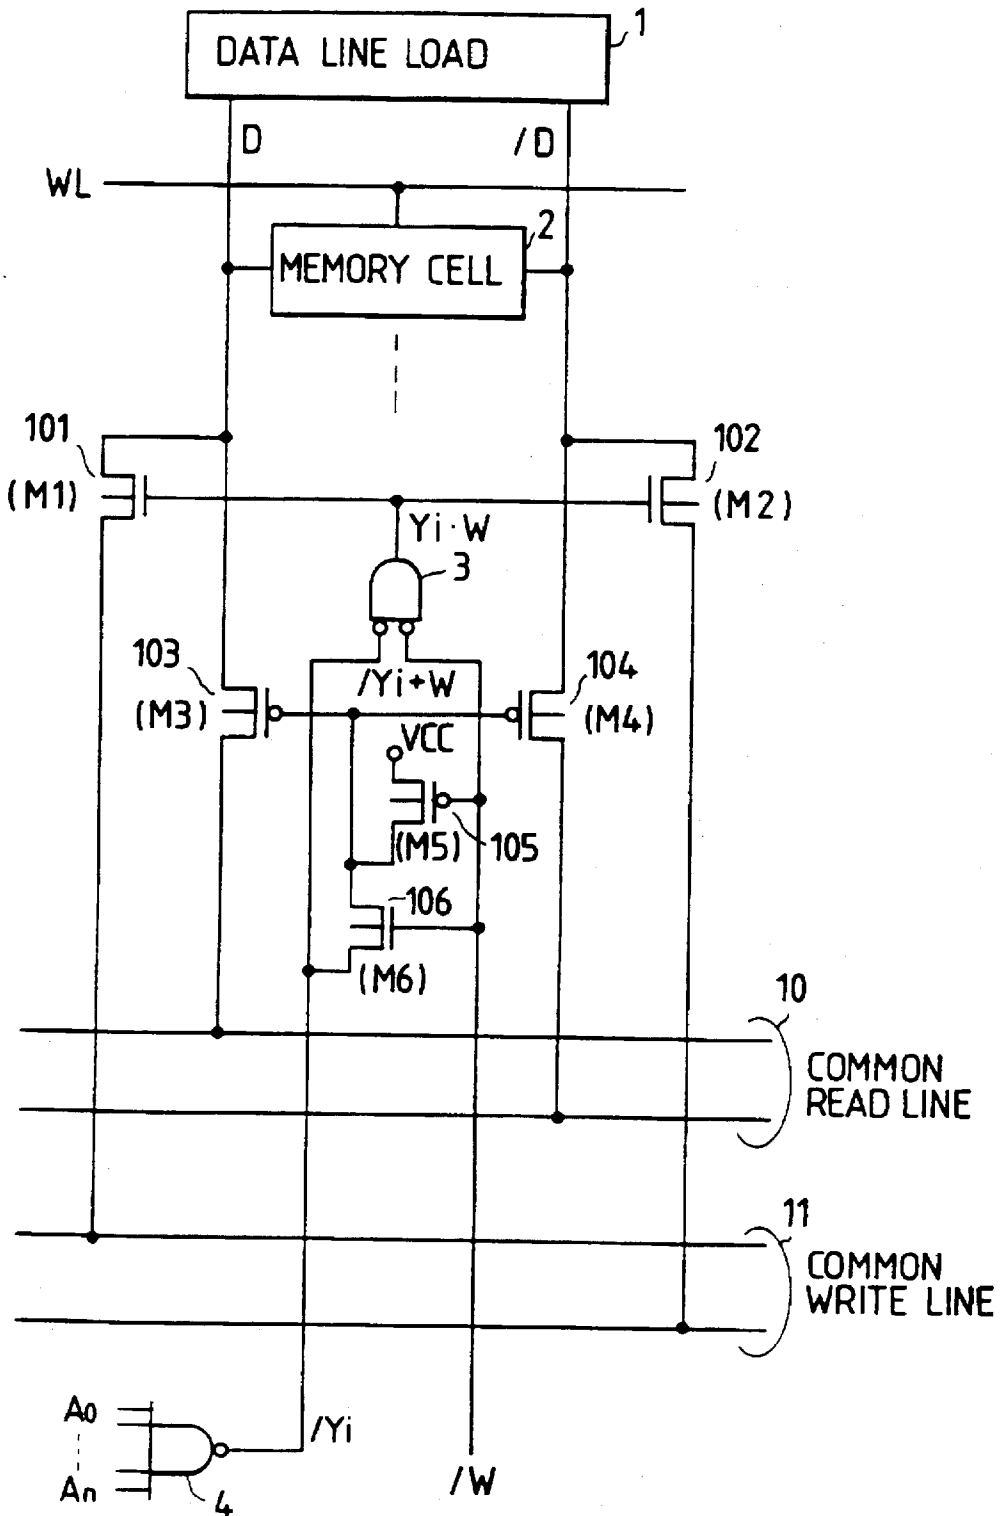 1
DATA LINE LOAD
D
/D
WL
2
MEMORY CELL
101
102
(M1)
(M2)
Yi·W
3
103
/Yi+W
104
(M3)
(M4)
VCC
(M5)
105
106
(M6)
10
COMMON
READ LINE
11
COMMON
WRITE LINE
A0
/Yi
An
4
/W